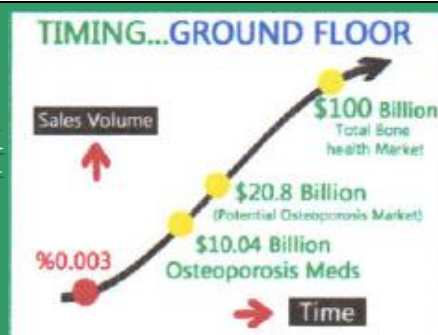 TIMING...GROUND FLOOR
$100 Billion
Total Bone
health Market
Sales Volume
$20.8 Billion
(Potential Osteoporosis Market)
$10.04 Billion
Osteoporosis Meds
%0.003
Time